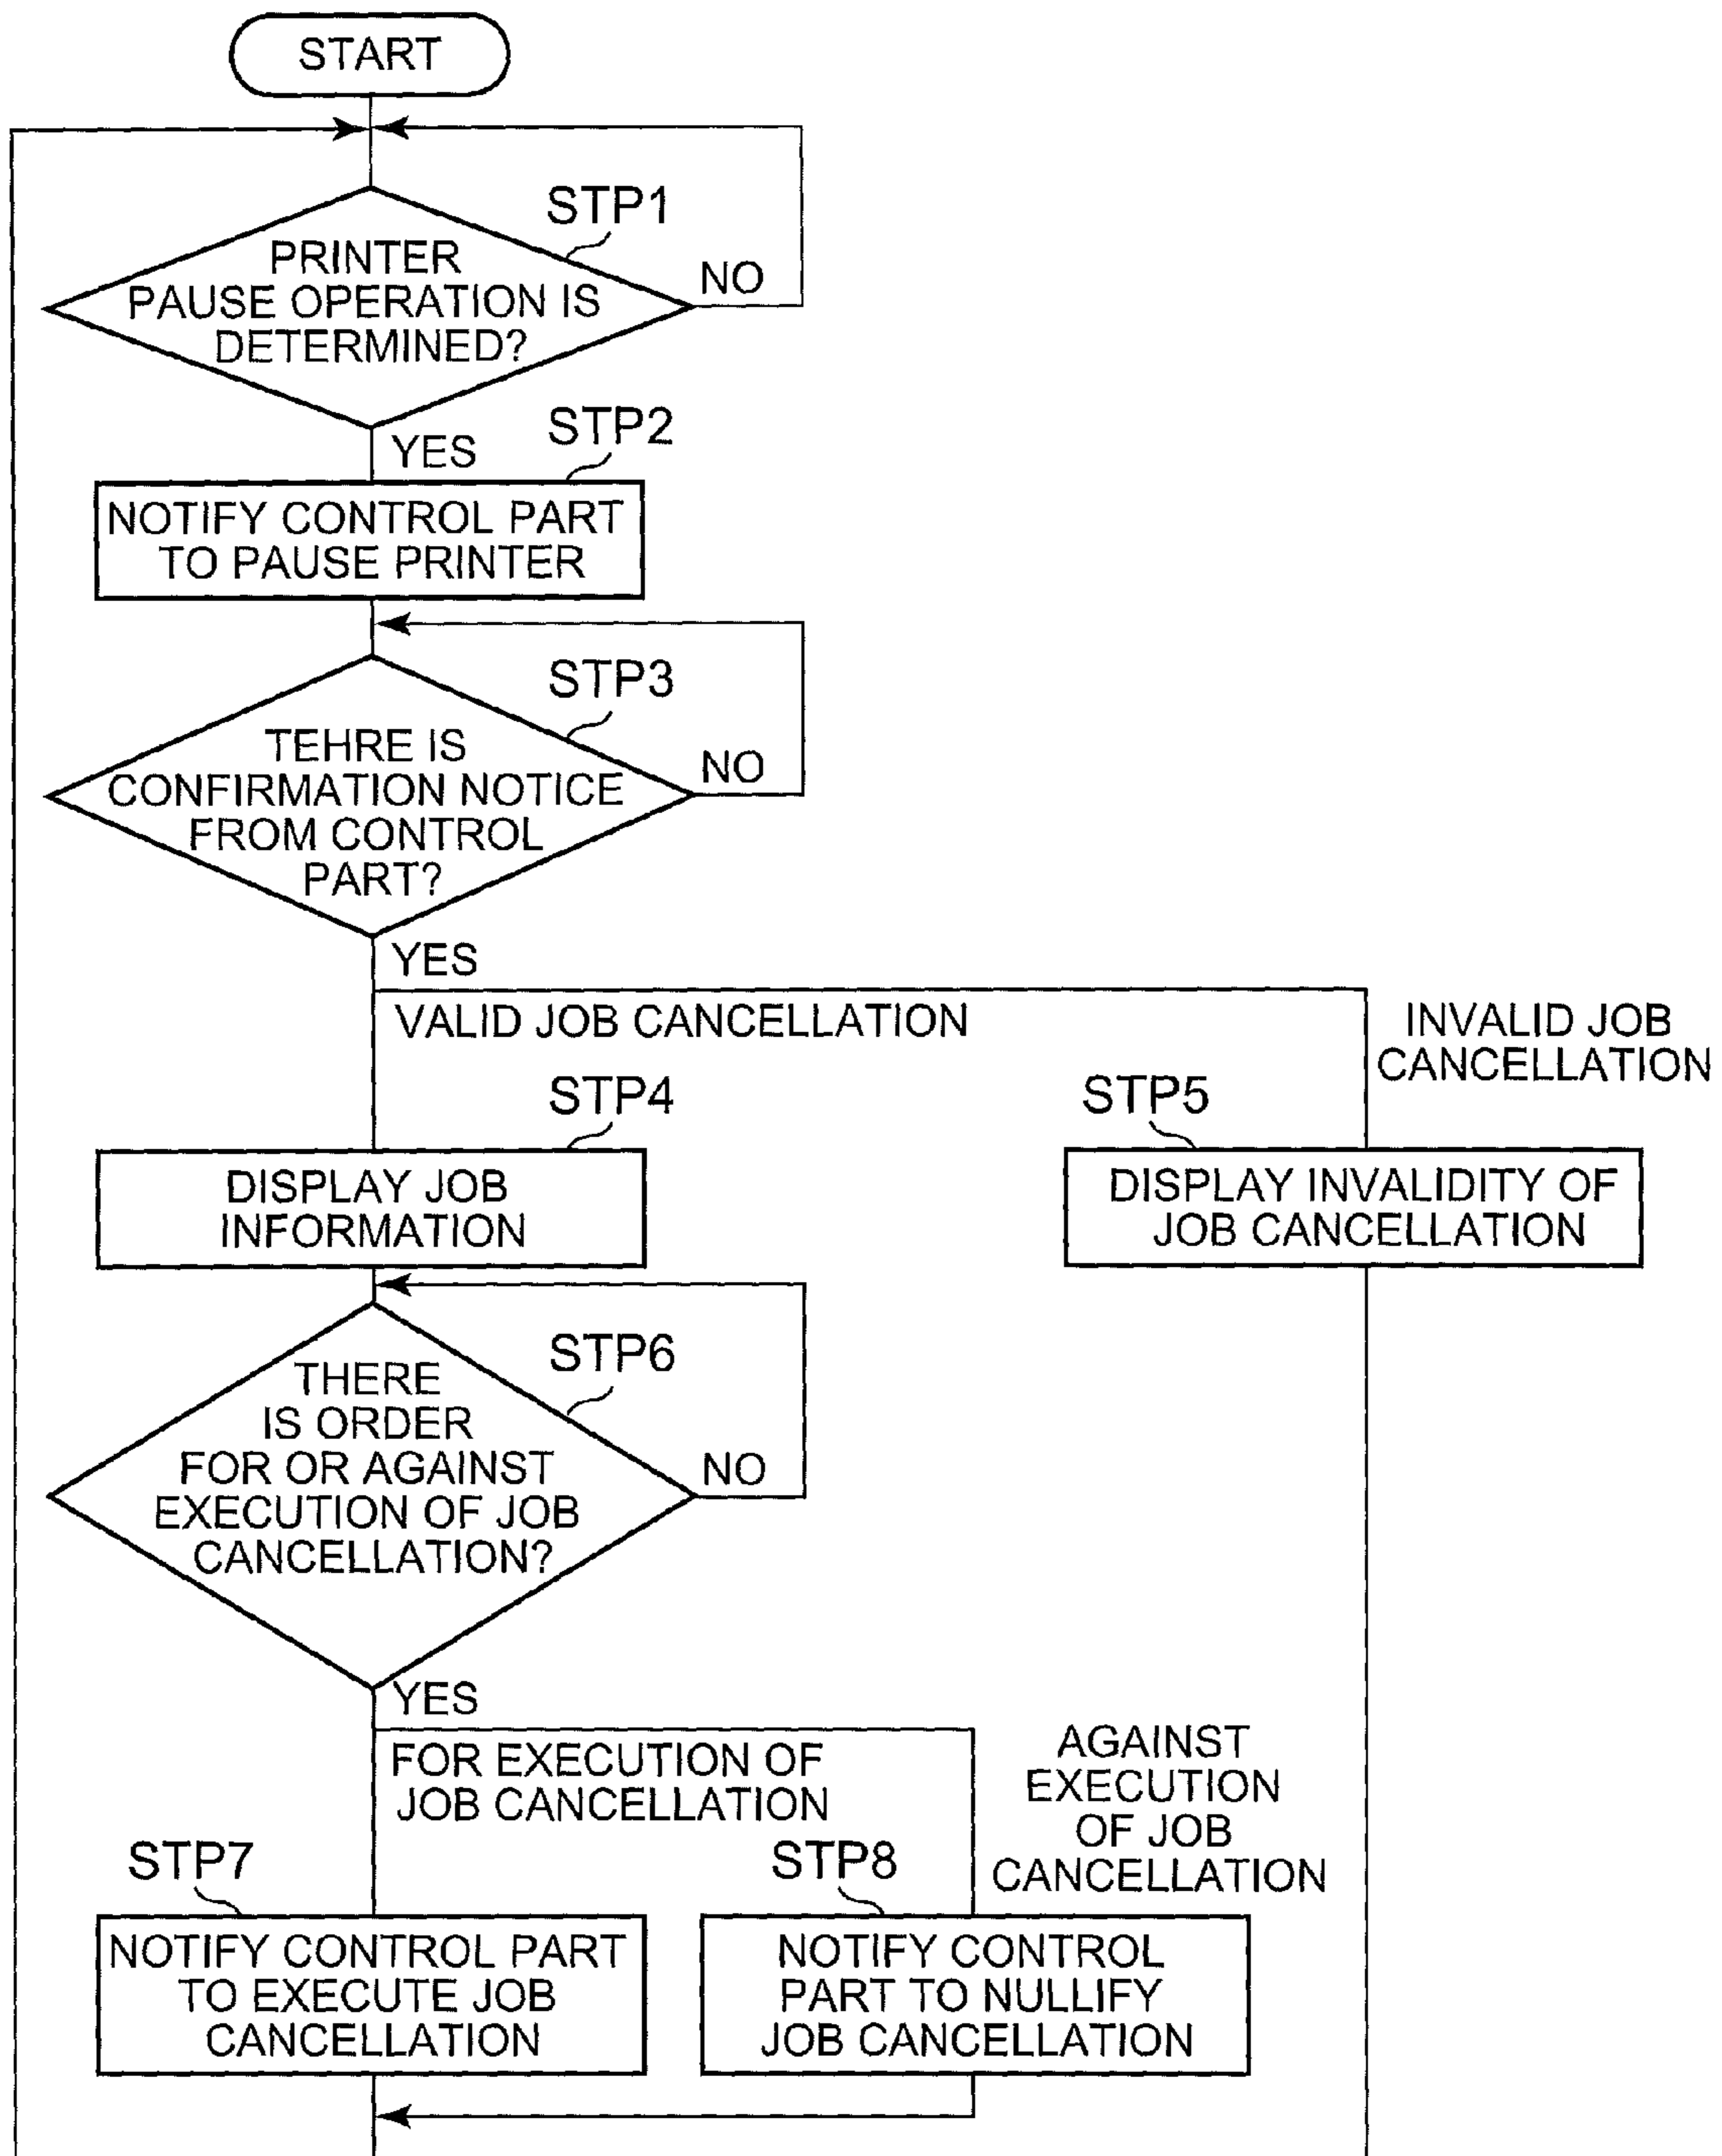 START
STP1
PRINTER
PAUSE OPERATION IS
DETERMINED?
NO
YES
STP2
NOTIFY CONTROL PART
TO PAUSE PRINTER
STP3
TEHRE IS
CONFIRMATION NOTICE
FROM CONTROL
PART?
NO
YES
VALID JOB CANCELLATION
INVALID JOB
CANCELLATION
STP4
DISPLAY JOB
INFORMATION
STP5
DISPLAY INVALIDITY OF
JOB CANCELLATION
STP6
THERE
IS ORDER
FOR OR AGAINST
EXECUTION OF JOB
CANCELLATION?
NO
YES
FOR EXECUTION OF
JOB CANCELLATION
AGAINST
EXECUTION
OF JOB
CANCELLATION
STP7
NOTIFY CONTROL PART
TO EXECUTE JOB
CANCELLATION
STP8
NOTIFY CONTROL
PART TO NULLIFY
JOB CANCELLATION